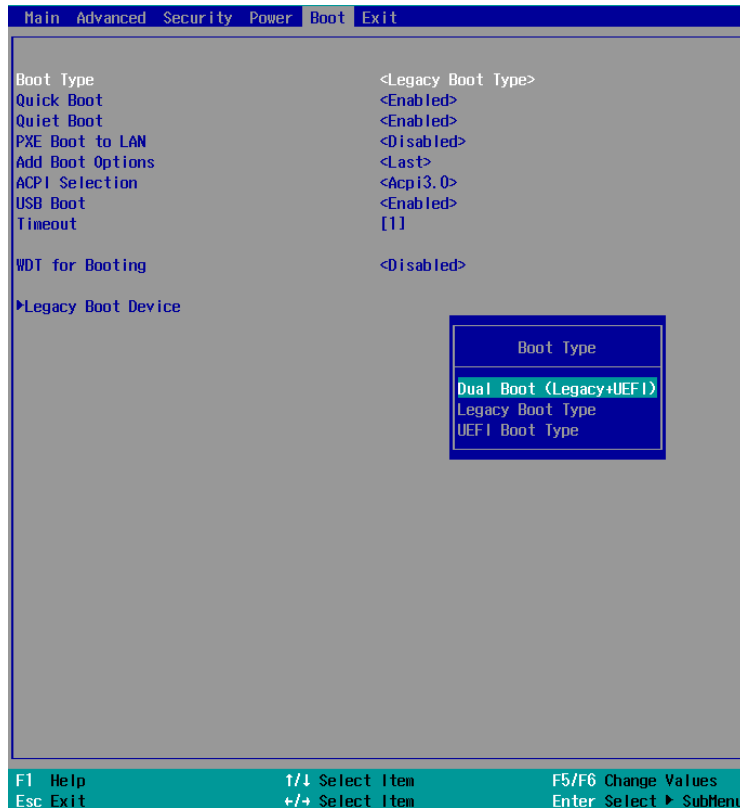 Main Advanced Security Power Boot Exit
Boot Type <Legacy Boot Type>
Quick Boot <Enabled>
Quiet Boot <Enabled>
PXE Boot to LAN <Disabled>
Add Boot Options <Last>
ACPI Selection <Acpi3.0>
USB Boot <Enabled>
Timeout [1]
WDT for Booting <Disabled>
▶Legacy Boot Device
Boot Type
Dual Boot (Legacy+UEFI)
Legacy Boot Type
UEFI Boot Type
F1 Help ↑/↓ Select Item F5/F6 Change Values
Esc Exit ←/→ Select Item Enter Select ▶ SubMenu